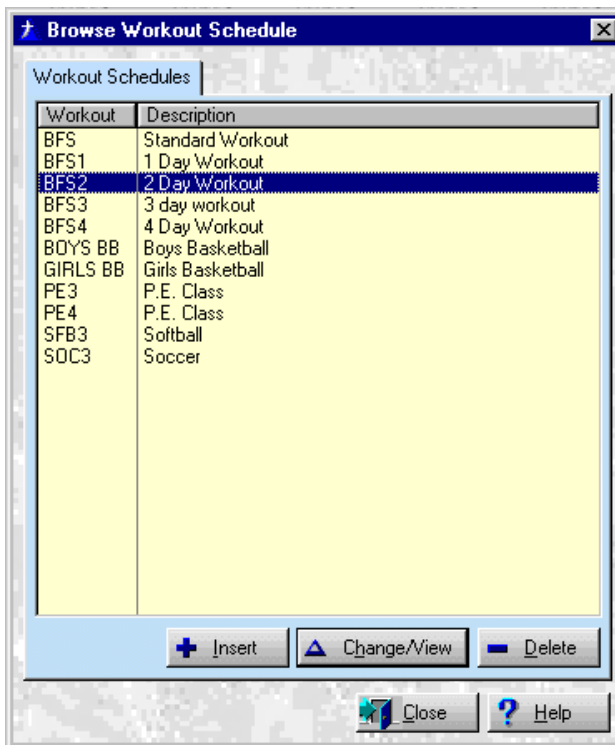 Browse Workout Schedule
Workout Schedules
Workout Description
BFS Standard Workout
BFS1 1 Day Workout
BFS2 2 Day Workout
BFS3 3 day workout
BFS4 4 Day Workout
BOYS BB Boys Basketball
GIRLS BB Girls Basketball
PE3 P.E. Class
PE4 P.E. Class
SFB3 Softball
SOC3 Soccer
Insert Change/View Delete
Close Help